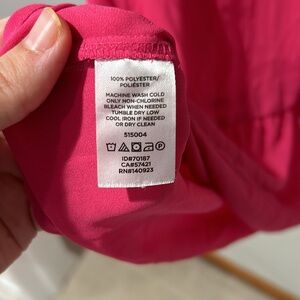 100% POLYESTER/
POLIÉSTER
MACHINE WASH COLD
ONLY NON-CHLORINE
BLEACH WHEN NEEDED
TUMBLE DRY LOW
COOL IRON IF NEEDED
OR DRY CLEAN
515004
ID#70187
CA#57421
RN#140923